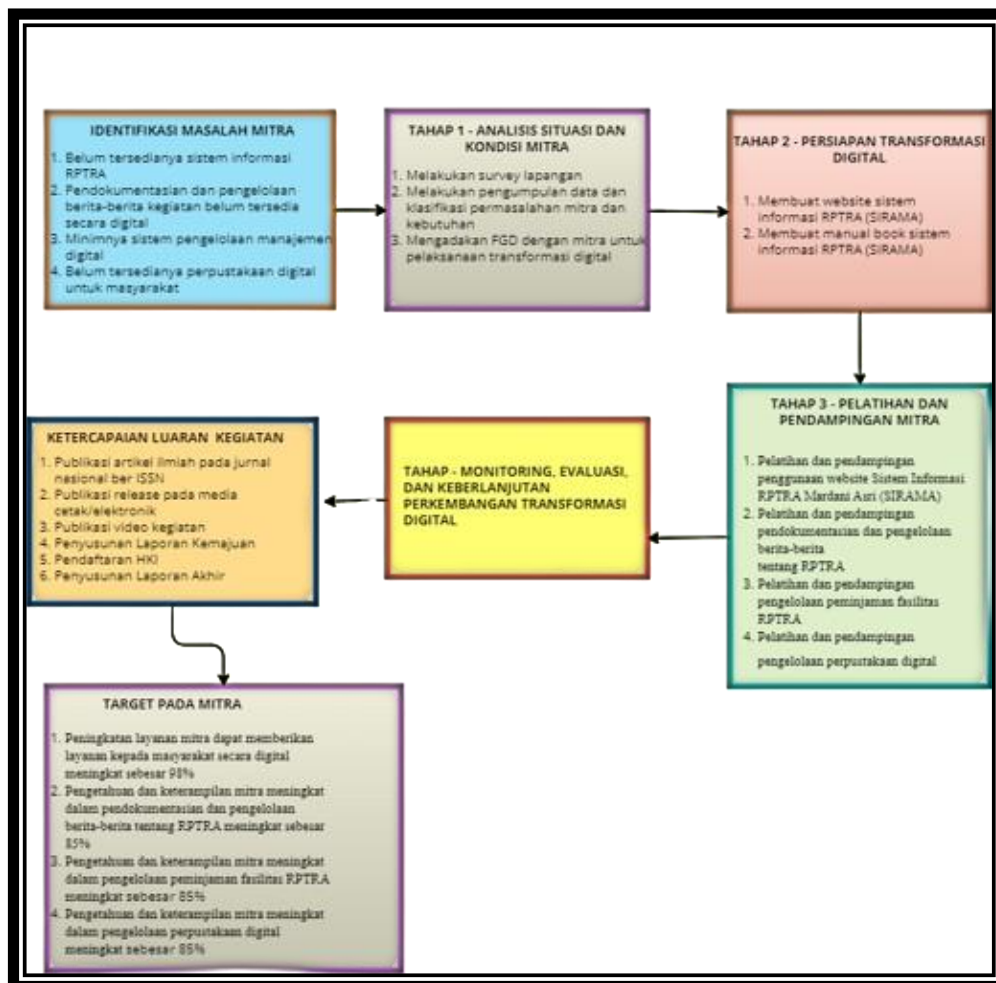 IDENTIFIKASI MASALAH MITRA
1. Belum tersedianya sistem informasi
RPTRA
2. Pendokumentasian dan pengelolaan
berita-berita kegiatan belum tersedia
secara digital
3. Minimnya sistem pengelolaan manajemen
digital
4. Belum tersedianya perpustakaan digital
untuk masyarakat
TAHAP 1 - ANALISIS SITUASI DAN
KONDISI MITRA
1. Melakukan survey lapangan
2. Melakukan pengumpulan data dan
klasifikasi permasalahan mitra dan
kebutuhan
3. Mengadakan FGD dengan mitra untuk
pelaksanaan transformasi digital
TAHAP 2 - PERSIAPAN TRANSFORMASI
DIGITAL
1. Membuat website sistem
informasi RPTRA (SIRAMA)
2. Membuat manual book sistem
informasi RPTRA (SIRAMA)
TAHAP 3 - PELATIHAN DAN
PENDAMPINGAN MITRA
1. Pelatihan dan pendampingan
penggunaan website Sistem Informasi
RPTRA Mardani Asri (SIRAMA)
2. Pelatihan dan pendampingan
pendokumentasian dan pengelolaan
berita-berita
tentang RPTRA
3. Pelatihan dan pendampingan
pengelolaan peminjaman fasilitas
RPTRA
4. Pelatihan dan pendampingan
pengelolaan perpustakaan digital
TAHAP - MONITORING, EVALUASI,
DAN KEBERLANJUTAN
PERKEMBANGAN TRANSFORMASI
DIGITAL
KETERCAPAIAN LUARAN KEGIATAN
1. Publikasi artikel ilmiah pada jurnal
nasional ber ISSN
2. Publikasi release pada media
cetak/elektronik
3. Publikasi video kegiatan
4. Penyusunan Laporan Kemajuan
5. Pendaftaran HKI
6. Penyusunan Laporan Akhir
TARGET PADA MITRA
1. Peningkatan layanan mitra dapat memberikan
layanan kepada masyarakat secara digital
meningkat sebesar 98%
2. Pengetahuan dan keterampilan mitra meningkat
dalam pendokumentasian dan pengelolaan
berita-berita tentang RPTRA meningkat sebesar
85%
3. Pengetahuan dan keterampilan mitra meningkat
dalam pengelolaan peminjaman fasilitas RPTRA
meningkat sebesar 85%
4. Pengetahuan dan keterampilan mitra meningkat
dalam pengelolaan perpustakaan digital
meningkat sebesar 85%